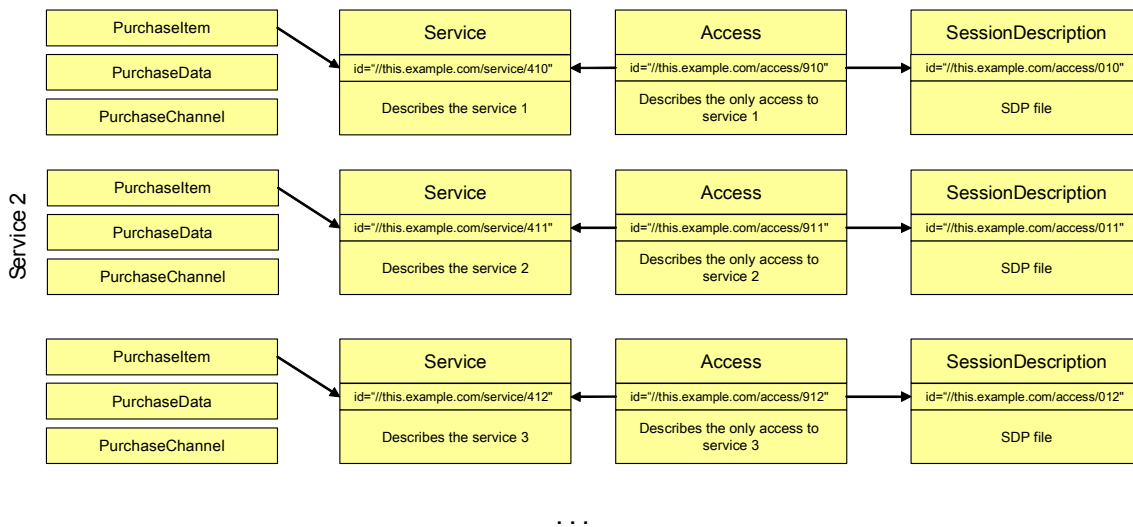 PurchaseItem
PurchaseData
PurchaseChannel
Service
id="//this.example.com/service/410"
Describes the service 1
Access
id="//this.example.com/access/910"
Describes the only access to
service 1
SessionDescription
id="//this.example.com/access/010"
SDP file
Service 2
PurchaseItem
PurchaseData
PurchaseChannel
Service
id="//this.example.com/service/411"
Describes the service 2
Access
id="//this.example.com/access/911"
Describes the only access to
service 2
SessionDescription
id="//this.example.com/access/011"
SDP file
PurchaseItem
PurchaseData
PurchaseChannel
Service
id="//this.example.com/service/412"
Describes the service 3
Access
id="//this.example.com/access/912"
Describes the only access to
service 3
SessionDescription
id="//this.example.com/access/012"
SDP file
...